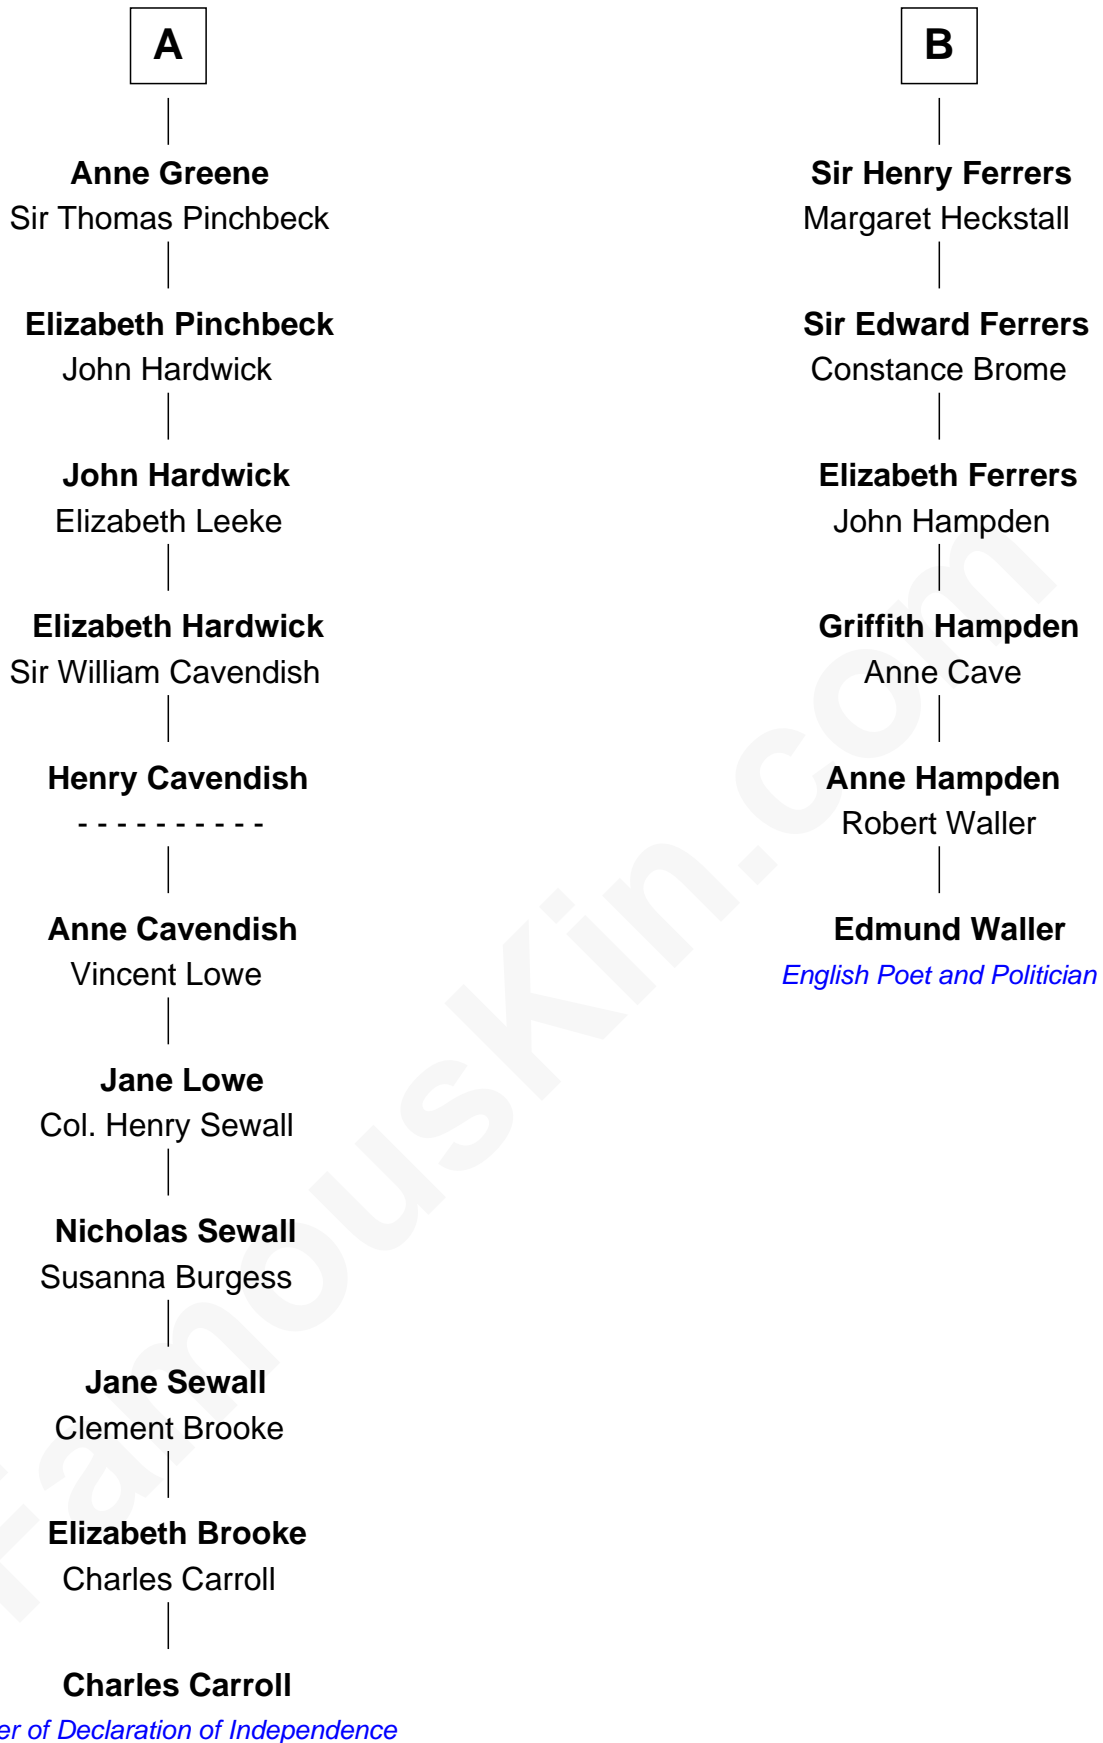 A
Anne Greene
Sir Thomas Pinchbeck
Elizabeth Pinchbeck
John Hardwick
John Hardwick
Elizabeth Leeke
Elizabeth Hardwick
Sir William Cavendish
Henry Cavendish
- - - - - - - - - -
Anne Cavendish
Vincent Lowe
Jane Lowe
Col. Henry Sewall
Nicholas Sewall
Susanna Burgess
Jane Sewall
Clement Brooke
Elizabeth Brooke
Charles Carroll
Charles Carroll
er of Declaration of Independence
B
Sir Henry Ferrers
Margaret Heckstall
Sir Edward Ferrers
Constance Brome
Elizabeth Ferrers
John Hampden
Griffith Hampden
Anne Cave
Anne Hampden
Robert Waller
Edmund Waller
English Poet and Politician
FamousKin.com